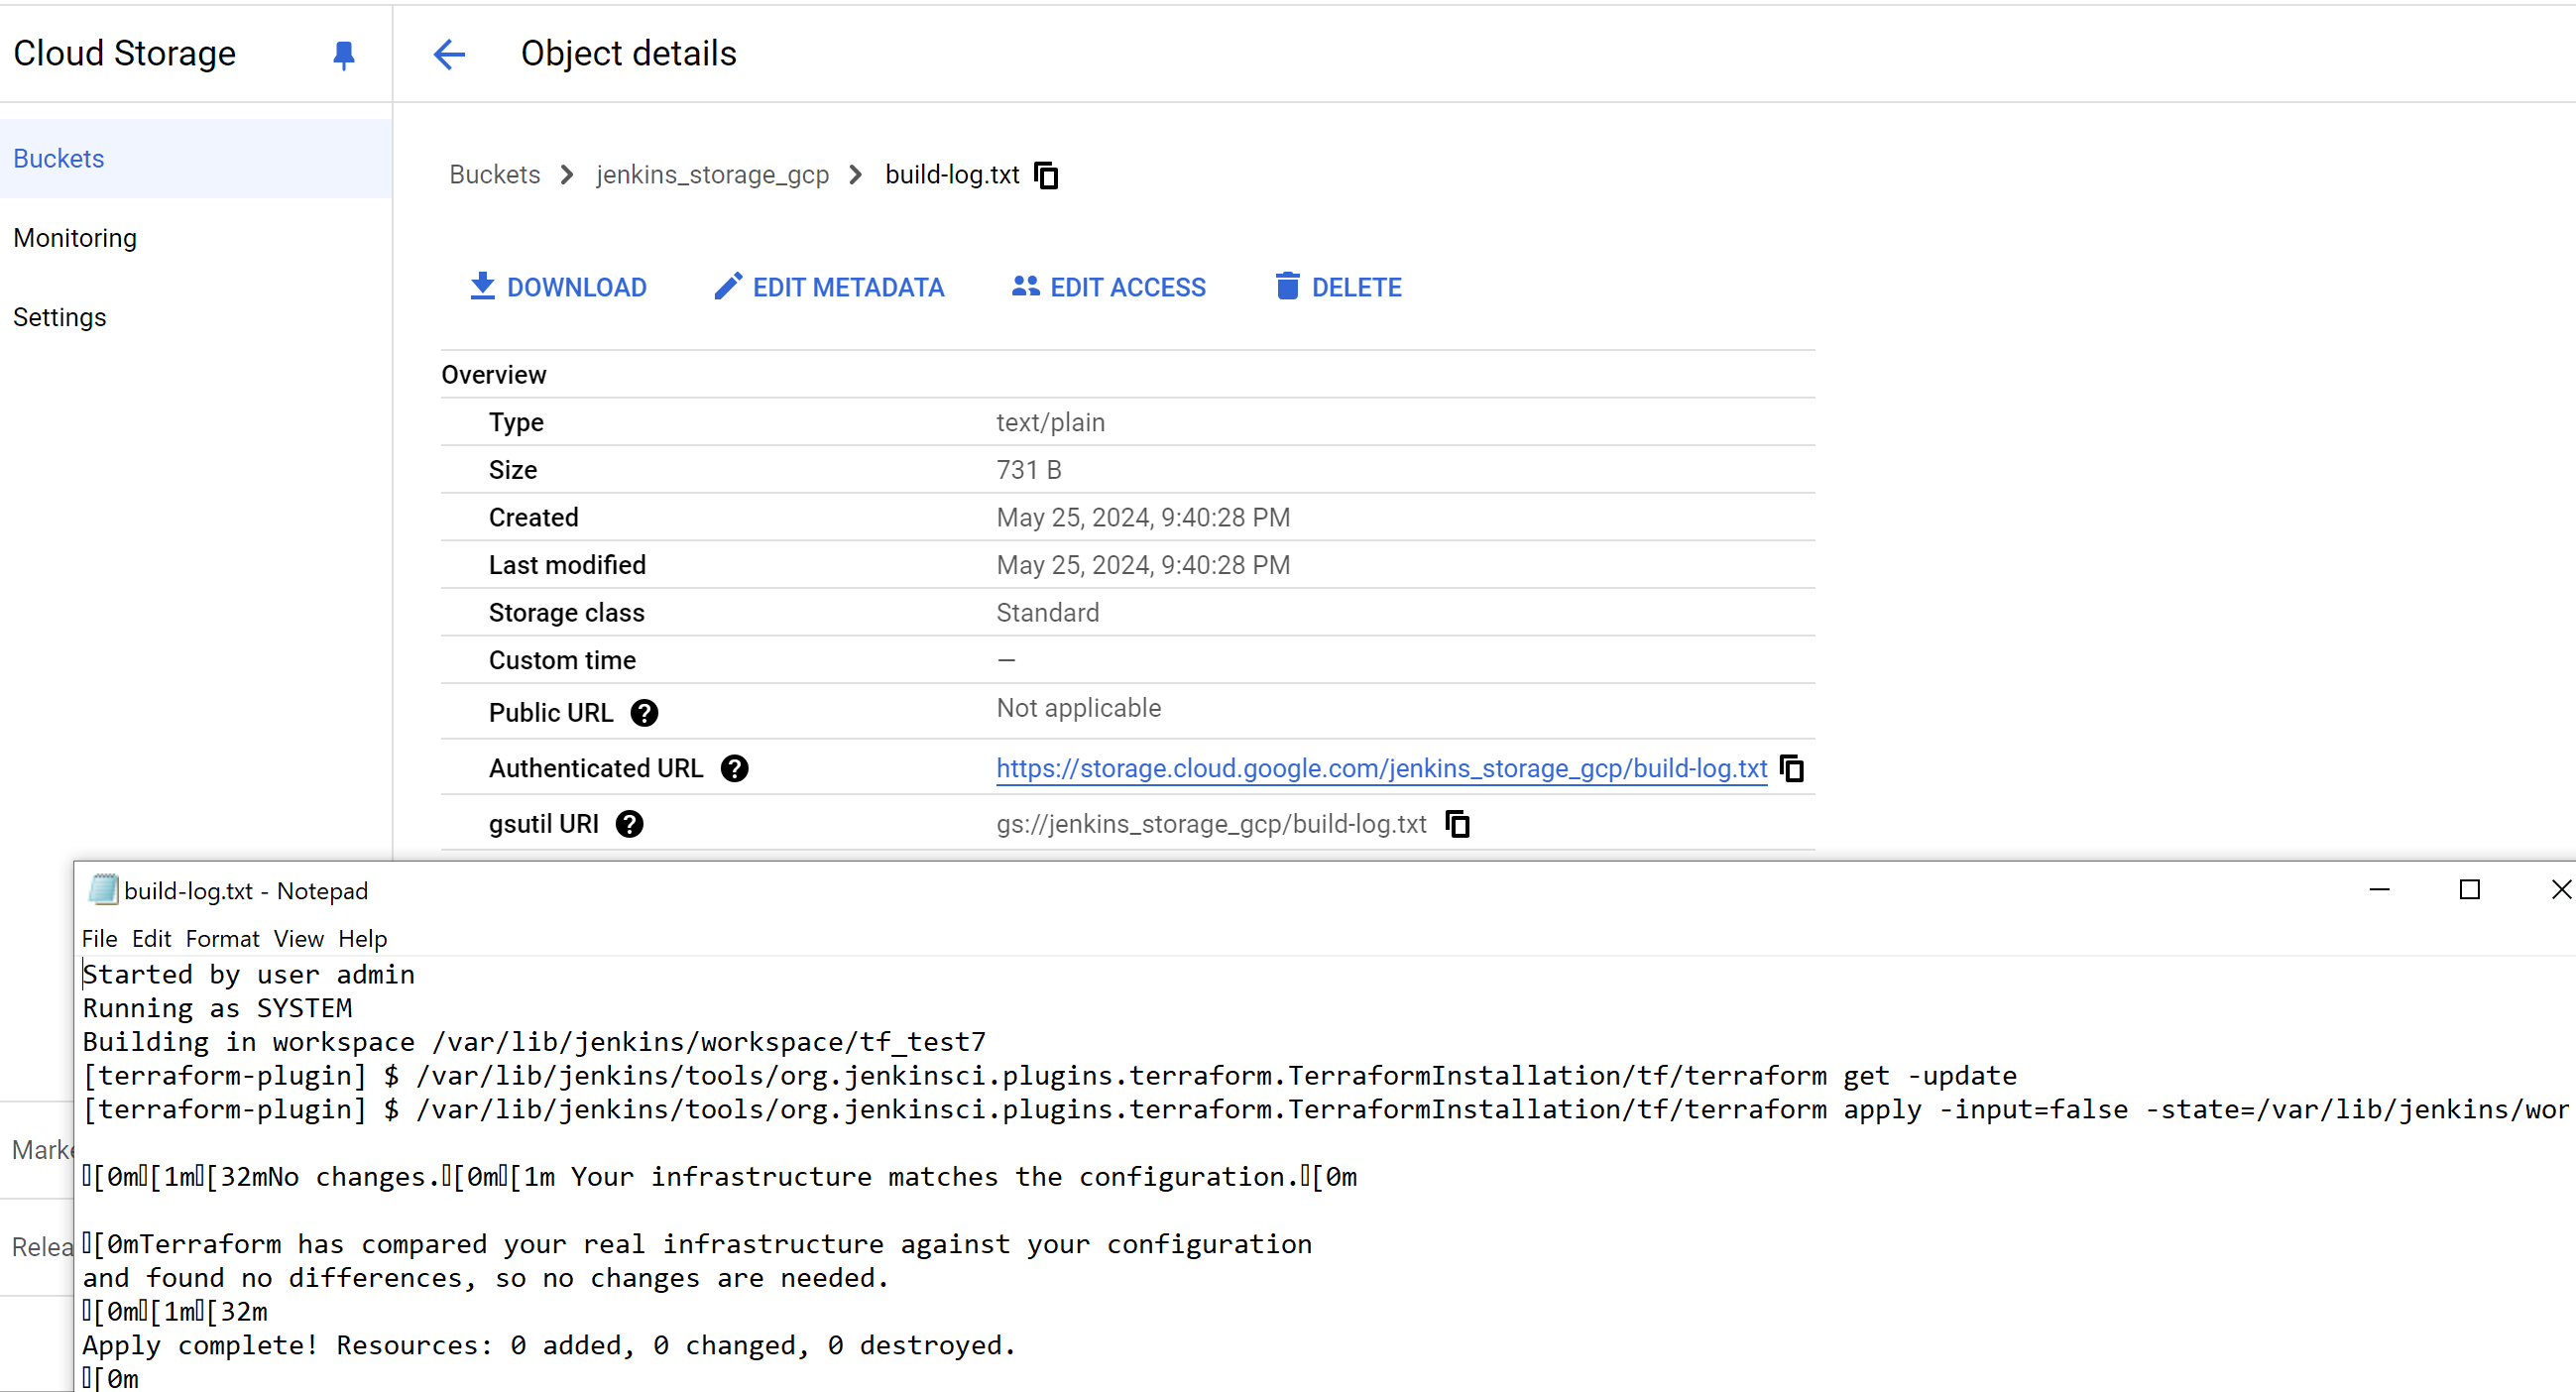 Cloud Storage
Object details
Buckets
Monitoring
Settings
Buckets > jenkins_storage_gcp > build-log.txt
DOWNLOAD EDIT METADATA EDIT ACCESS DELETE
Overview
Type text/plain
Size 731 B
Created May 25, 2024, 9:40:28 PM
Last modified May 25, 2024, 9:40:28 PM
Storage class Standard
Custom time —
Public URL ? Not applicable
Authenticated URL ? https://storage.cloud.google.com/jenkins_storage_gcp/build-log.txt
gsutil URI ? gs://jenkins_storage_gcp/build-log.txt
Marke
Relea
build-log.txt - Notepad
File Edit Format View Help
Started by user admin
Running as SYSTEM
Building in workspace /var/lib/jenkins/workspace/tf_test7
[terraform-plugin] $ /var/lib/jenkins/tools/org.jenkinsci.plugins.terraform.TerraformInstallation/tf/terraform get -update
[terraform-plugin] $ /var/lib/jenkins/tools/org.jenkinsci.plugins.terraform.TerraformInstallation/tf/terraform apply -input=false -state=/var/lib/jenkins/wor
▯[0m▯[1m▯[32mNo changes.▯[0m▯[1m Your infrastructure matches the configuration.▯[0m
▯[0mTerraform has compared your real infrastructure against your configuration
and found no differences, so no changes are needed.
▯[0m▯[1m▯[32m
Apply complete! Resources: 0 added, 0 changed, 0 destroyed.
▯[0m